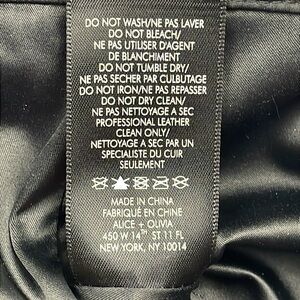 DO NOT WASH/NE PAS LAVER
DO NOT BLEACH/
NE PAS UTILISER D'AGENT
DE BLANCHIMENT
DO NOT TUMBLE DRY/
NE PAS SECHER PAR CULBUTAGE
DO NOT IRON/NE PAS REPASSER
DO NOT DRY CLEAN/
NE PAS NETTOYAGE A SEC
PROFESSIONAL LEATHER
CLEAN ONLY/
NETTOYAGE A SEC PAR UN
SPECIALISTE DU CUIR
SEULEMENT
MADE IN CHINA
FABRIQUÉ EN CHINE
ALICE + OLIVIA
450 W 14TH ST 11 FL
NEW YORK, NY 10014